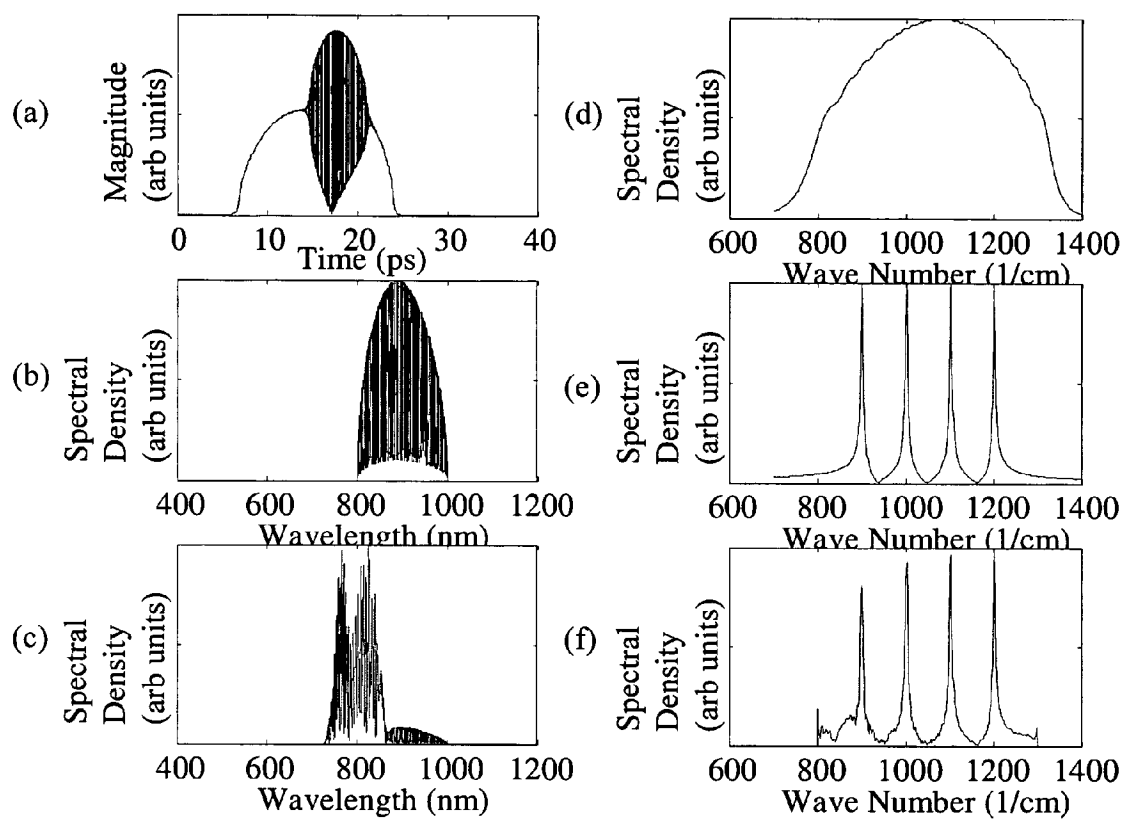 (a)
Magnitude
(arb units)
0
10
20
30
40
Time (ps)
(b)
Spectral
Density
(arb units)
400
600
800
1000
1200
Wavelength (nm)
(c)
Spectral
Density
(arb units)
400
600
800
1000
1200
Wavelength (nm)
(d)
Spectral
Density
(arb units)
600
800
1000
1200
1400
Wave Number (1/cm)
(e)
Spectral
Density
(arb units)
600
800
1000
1200
1400
Wave Number (1/cm)
(f)
Spectral
Density
(arb units)
600
800
1000
1200
1400
Wave Number (1/cm)